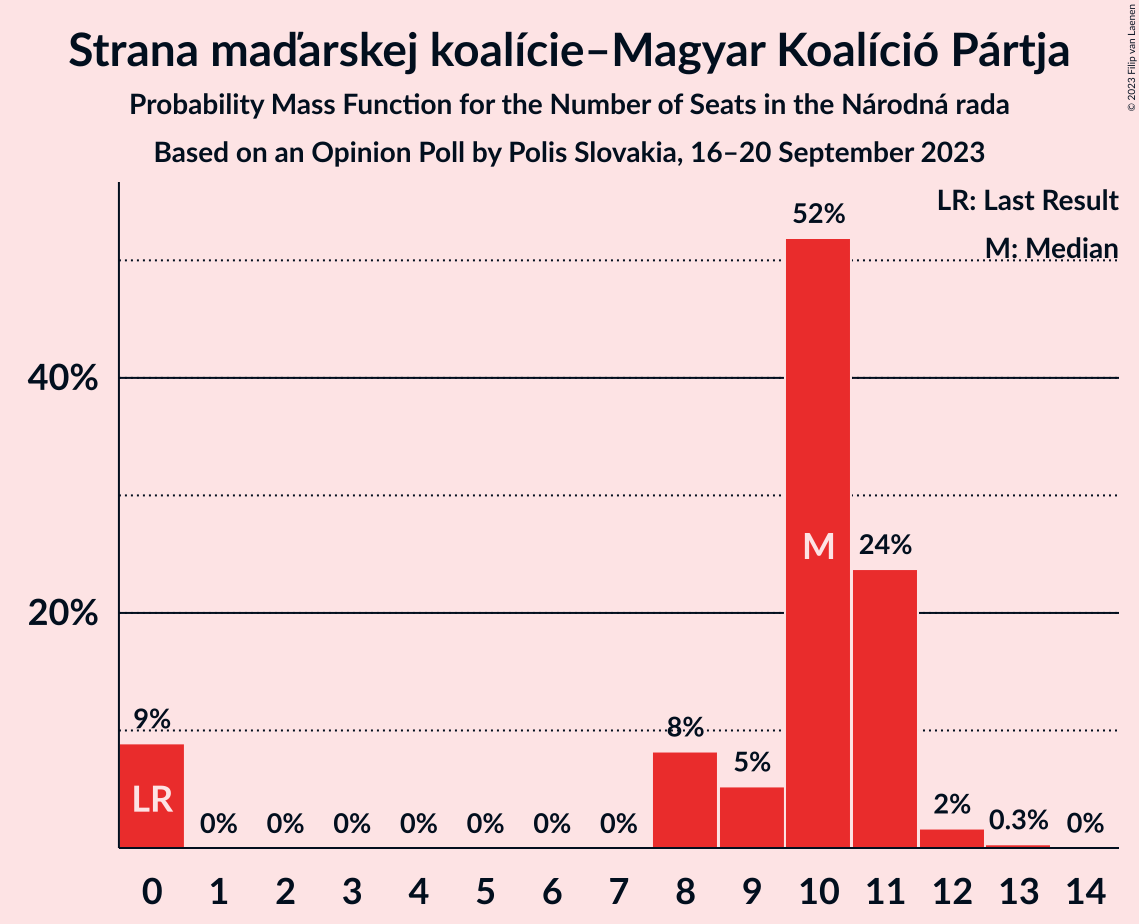 Strana maďarskej koalície–Magyar Koalíció Pártja
Probability Mass Function for the Number of Seats in the Národná rada
Based on an Opinion Poll by Polis Slovakia, 16–20 September 2023
© 2023 Filip van Laenen
LR: Last Result
M: Median
52%
40%
M
24%
20%
9%
8%
5%
LR
0%
0%
0%
0%
0%
0%
0%
2%
0.3%
0%
0 1 2 3 4 5 6 7 8 9 10 11 12 13 14